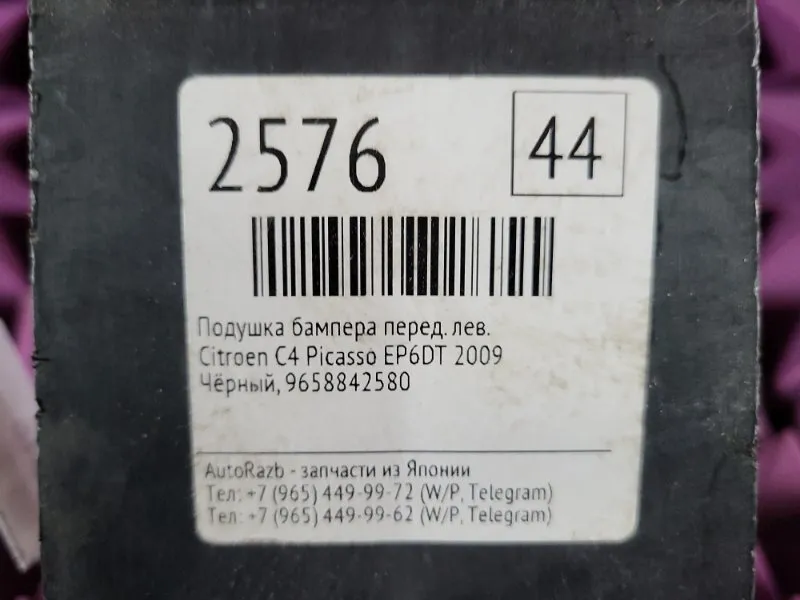 2576
44
Подушка бампера перед. лев.
Citroen C4 Picasso EP6DT 2009
Чёрный, 9658842580
AutoRazb - запчасти из Японии
Тел: +7 (965) 449-99-72 (W/P, Telegram)
Тел: +7 (965) 449-99-62 (W/P, Telegram)